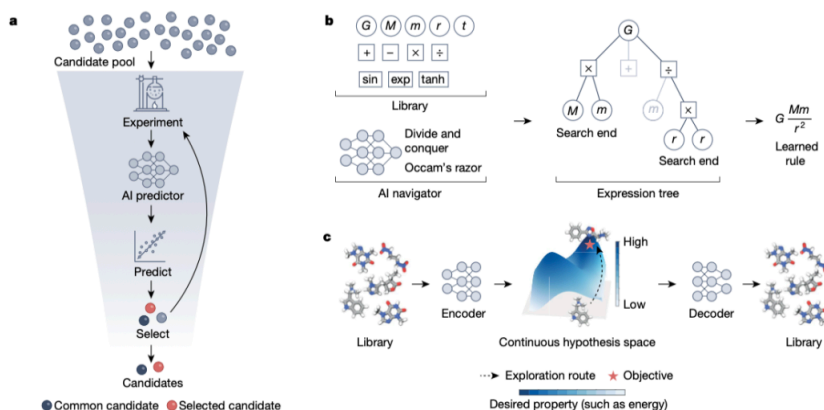 a
Candidate pool
Experiment
AI predictor
Predict
Select
Candidates
Common candidate
Selected candidate
b
G M m r t
+ − × ÷
sin exp tanh
Library
Divide and
conquer
Occam's razor
AI navigator
G
× + ÷
M m m ×
Search end
r r
Search end
Expression tree
G Mm
r²
Learned
rule
c
Library
Encoder
High
Low
Continuous hypothesis space
Decoder
Library
Exploration route
Objective
Desired property (such as energy)